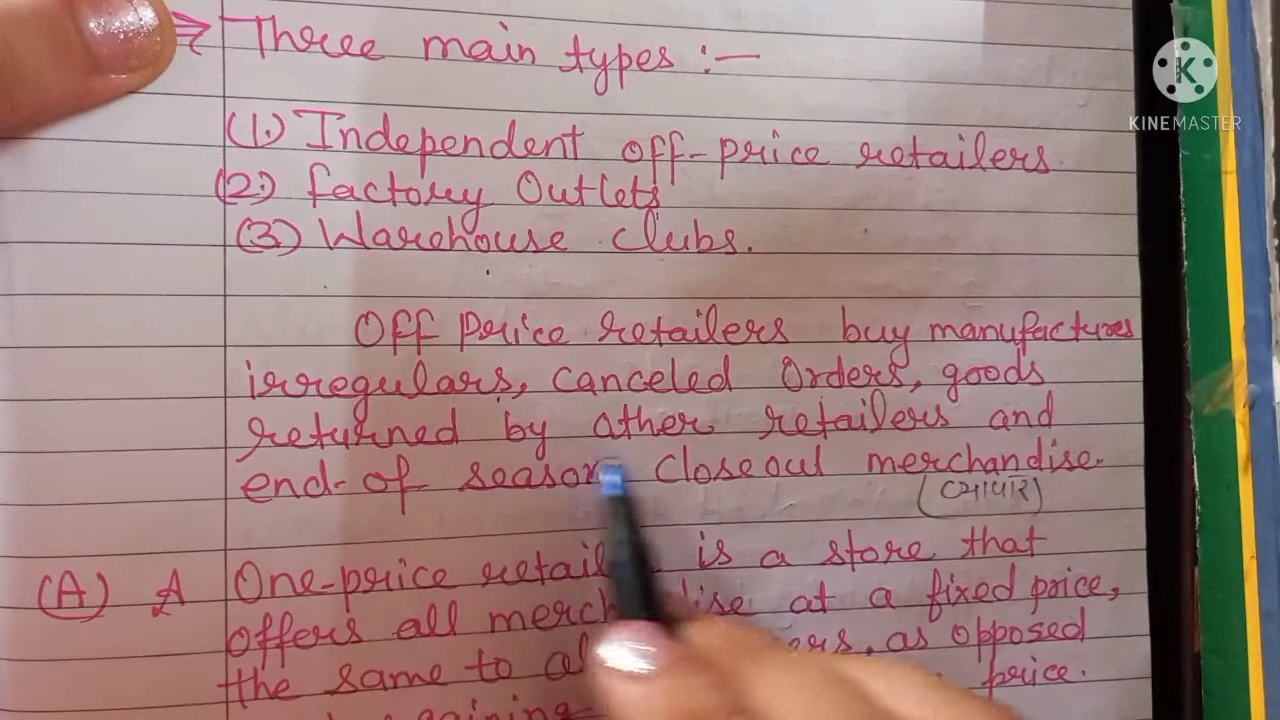 ⇒ Three main types :-
(1.) Independent off-price retailers
(2.) factory Outlets
(3.) Warehouse clubs.
Off price retailers buy manufactures
irregulars, canceled orders, goods
returned by other retailers and
end-of season closeout merchandise.
(A) A One-price is a store that
offers all at a fixed price,
the same to as opposed
price.
K
KINEMASTER